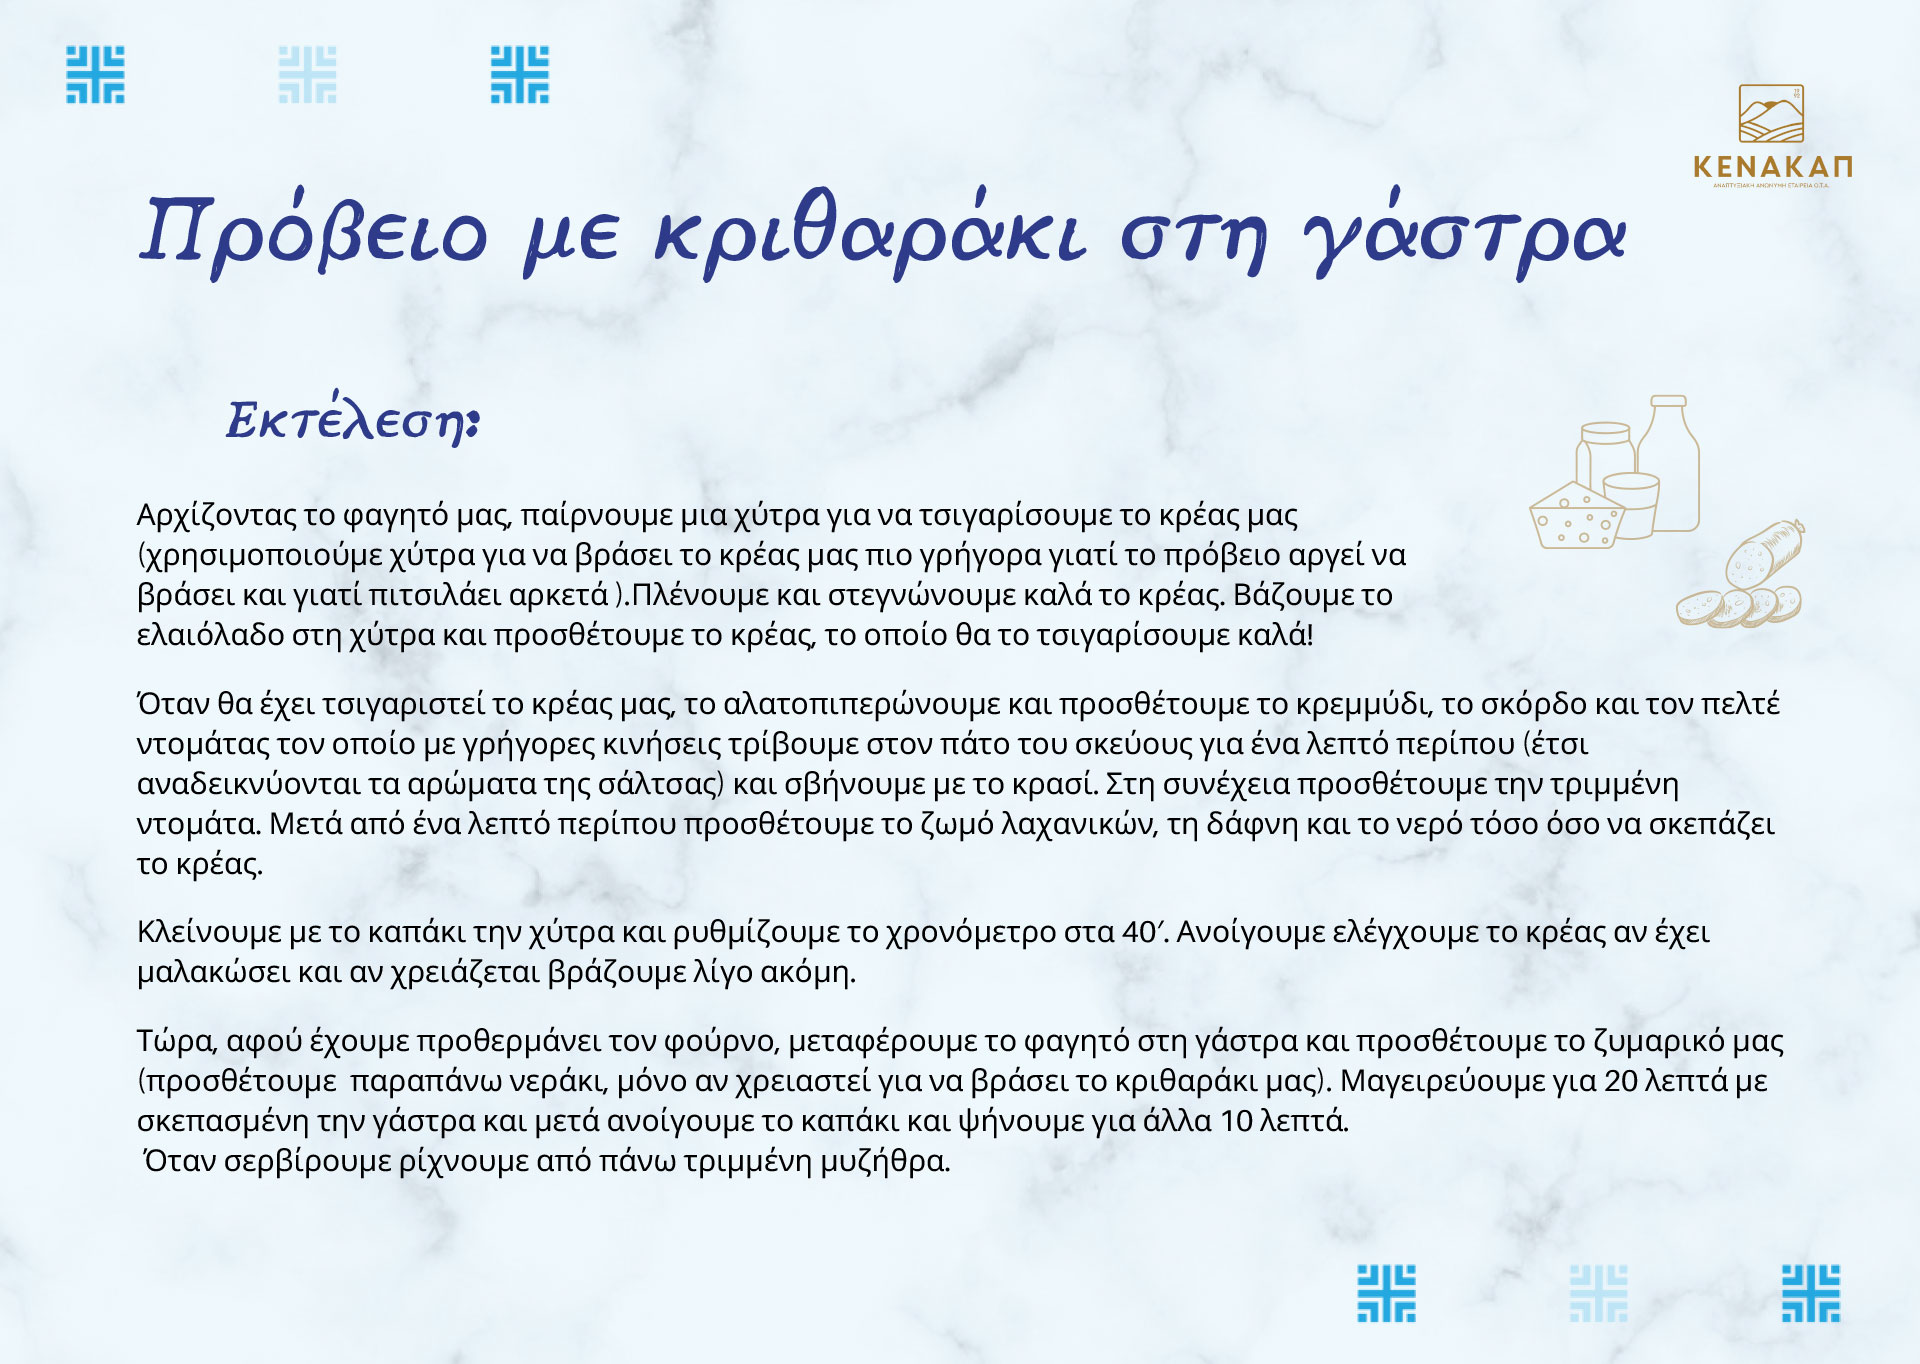 ΚΕΝΑΚΑΠ
ΑΝΑΠΤΥΞΙΑΚΗ ΑΝΩΝΥΜΗ ΕΤΑΙΡΕΙΑ Ο.Τ.Α.
Πρόβειο με κριθαράκι στη γάστρα
Εκτέλεση:
Αρχίζοντας το φαγητό μας, παίρνουμε μια χύτρα για να τσιγαρίσουμε το κρέας μας
(χρησιμοποιούμε χύτρα για να βράσει το κρέας μας πιο γρήγορα γιατί το πρόβειο αργεί να
βράσει και γιατί πιτσιλάει αρκετά ).Πλένουμε και στεγνώνουμε καλά το κρέας. Βάζουμε το
ελαιόλαδο στη χύτρα και προσθέτουμε το κρέας, το οποίο θα το τσιγαρίσουμε καλά!
Όταν θα έχει τσιγαριστεί το κρέας μας, το αλατοπιπερώνουμε και προσθέτουμε το κρεμμύδι, το σκόρδο και τον πελτέ
ντομάτας τον οποίο με γρήγορες κινήσεις τρίβουμε στον πάτο του σκεύους για ένα λεπτό περίπου (έτσι
αναδεικνύονται τα αρώματα της σάλτσας) και σβήνουμε με το κρασί. Στη συνέχεια προσθέτουμε την τριμμένη
ντομάτα. Μετά από ένα λεπτό περίπου προσθέτουμε το ζωμό λαχανικών, τη δάφνη και το νερό τόσο όσο να σκεπάζει
το κρέας.
Κλείνουμε με το καπάκι την χύτρα και ρυθμίζουμε το χρονόμετρο στα 40′. Ανοίγουμε ελέγχουμε το κρέας αν έχει
μαλακώσει και αν χρειάζεται βράζουμε λίγο ακόμη.
Τώρα, αφού έχουμε προθερμάνει τον φούρνο, μεταφέρουμε το φαγητό στη γάστρα και προσθέτουμε το ζυμαρικό μας
(προσθέτουμε  παραπάνω νεράκι, μόνο αν χρειαστεί για να βράσει το κριθαράκι μας). Μαγειρεύουμε για 20 λεπτά με
σκεπασμένη την γάστρα και μετά ανοίγουμε το καπάκι και ψήνουμε για άλλα 10 λεπτά.
Όταν σερβίρουμε ρίχνουμε από πάνω τριμμένη μυζήθρα.